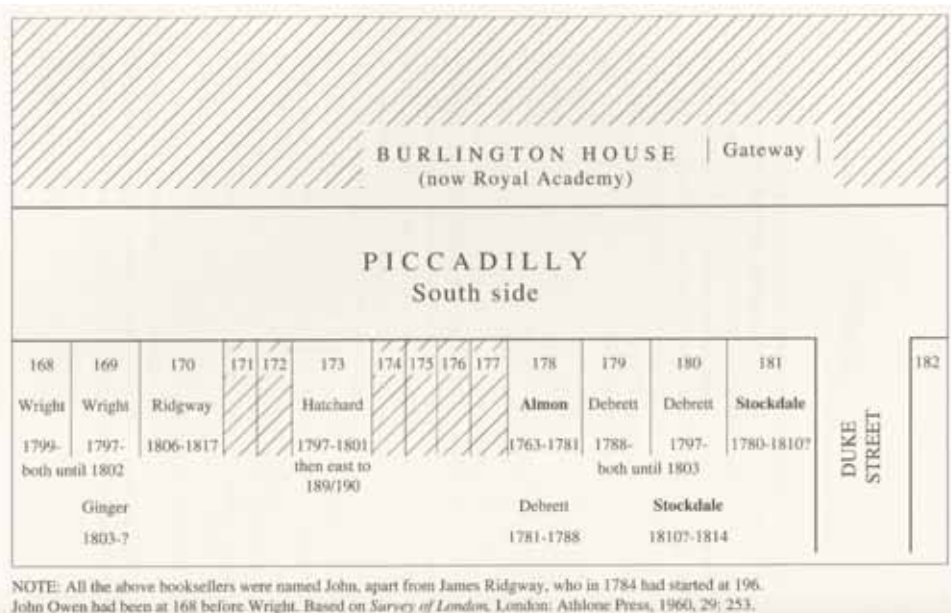 BURLINGTON HOUSE Gateway
(now Royal Academy)
PICCADILLY
South side
168 169 170 171 172 173 174 175 176 177 178 179 180 181 182
Wright Wright Ridgway Hatchard Almon Debrett Debrett Stockdale
1799- 1797- 1806-1817 1797-1801 1763-1781 1788- 1797- 1780-1810?
both until 1802 then east to both until 1803
189/190
DUKE
STREET
Ginger Debrett Stockdale
1803-? 1781-1788 1810?-1814
NOTE: All the above booksellers were named John, apart from James Ridgway, who in 1784 had started at 196.
John Owen had been at 168 before Wright. Based on Survey of London, London: Athlone Press, 1960, 29: 253.